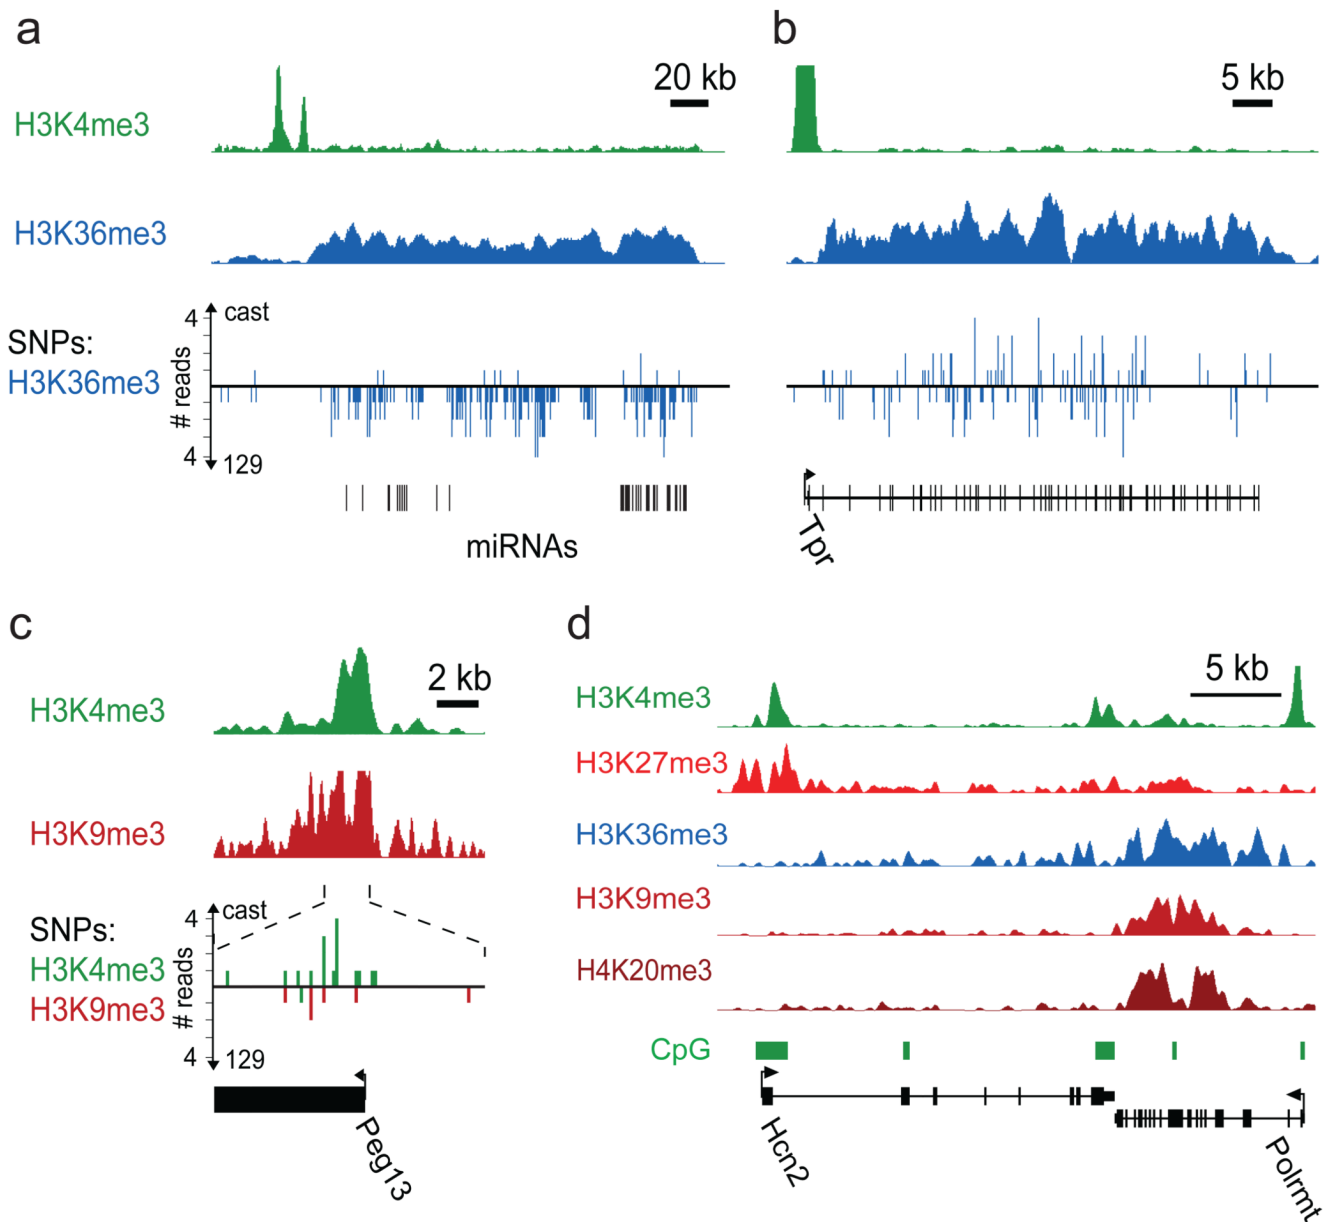 a
20 kb
H3K4me3
H3K36me3
4
cast
SNPs:
H3K36me3
# reads
4
129
miRNAs
b
5 kb
Tpr
c
2 kb
H3K4me3
H3K9me3
4
cast
SNPs:
H3K4me3
H3K9me3
# reads
4
129
Peg13
d
5 kb
H3K4me3
H3K27me3
H3K36me3
H3K9me3
H4K20me3
CpG
Hcn2
Polrmt